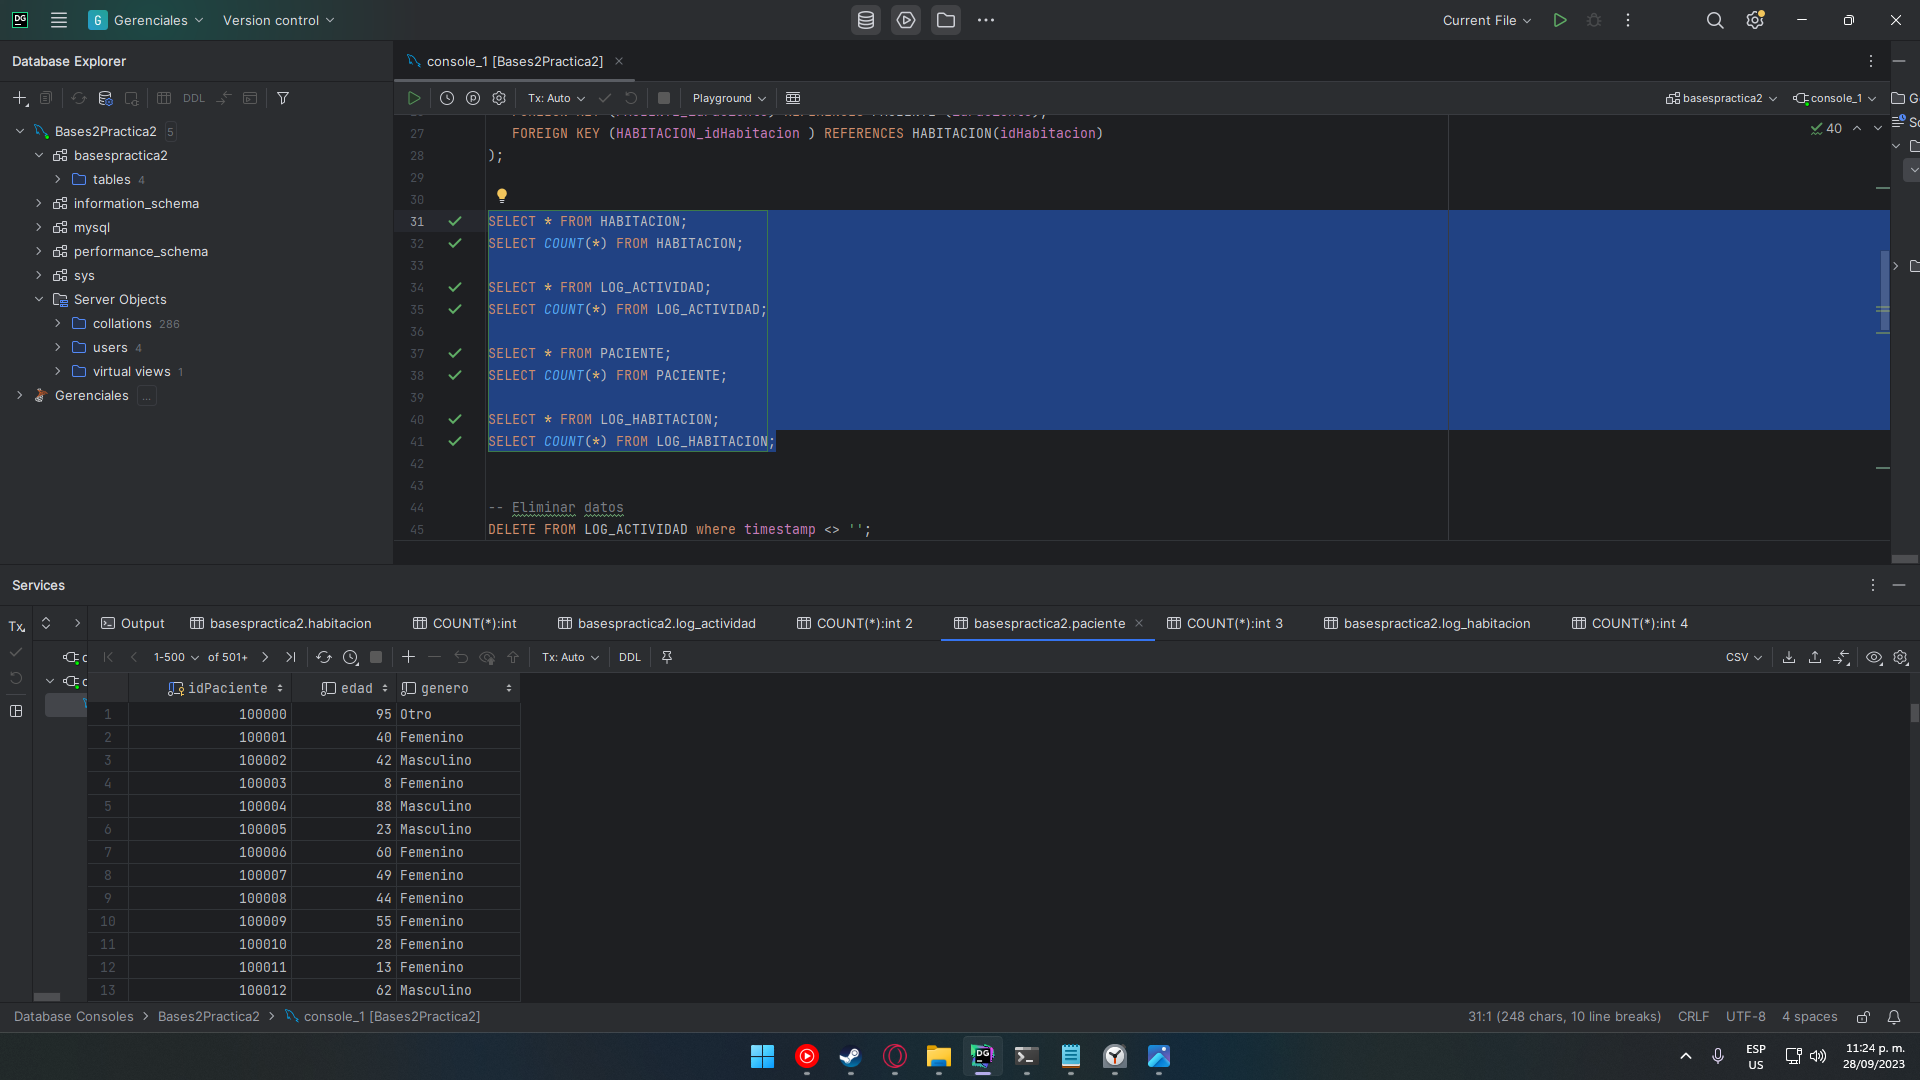 DG G Gerenciales Version control Current File
Database Explorer
console_1 [Bases2Practica2]
DDL
Tx: Auto Playground basespractica2 console_1
Bases2Practica2 5
basespractica2
tables 4
information_schema
mysql
performance_schema
sys
Server Objects
collations 286
users 4
virtual views 1
Gerenciales ...
40
27 FOREIGN KEY (HABITACION_idHabitacion ) REFERENCES HABITACION(idHabitacion)
28 );
29
30
31 SELECT * FROM HABITACION;
32 SELECT COUNT(*) FROM HABITACION;
33
34 SELECT * FROM LOG_ACTIVIDAD;
35 SELECT COUNT(*) FROM LOG_ACTIVIDAD;
36
37 SELECT * FROM PACIENTE;
38 SELECT COUNT(*) FROM PACIENTE;
39
40 SELECT * FROM LOG_HABITACION;
41 SELECT COUNT(*) FROM LOG_HABITACION;
42
43
44 -- Eliminar datos
45 DELETE FROM LOG_ACTIVIDAD where timestamp <> '';
Services
Tx Output basespractica2.habitacion COUNT(*):int basespractica2.log_actividad COUNT(*):int 2 basespractica2.paciente COUNT(*):int 3 basespractica2.log_habitacion COUNT(*):int 4
1-500 of 501+ Tx: Auto DDL CSV
idPaciente edad genero
1 100000 95 Otro
2 100001 40 Femenino
3 100002 42 Masculino
4 100003 8 Femenino
5 100004 88 Masculino
6 100005 23 Masculino
7 100006 60 Femenino
8 100007 49 Femenino
9 100008 44 Femenino
10 100009 55 Femenino
11 100010 28 Femenino
12 100011 13 Femenino
13 100012 62 Masculino
Database Consoles > Bases2Practica2 > console_1 [Bases2Practica2] 31:1 (248 chars, 10 line breaks) CRLF UTF-8 4 spaces
DG
ESP
US
11:24 p. m.
28/09/2023